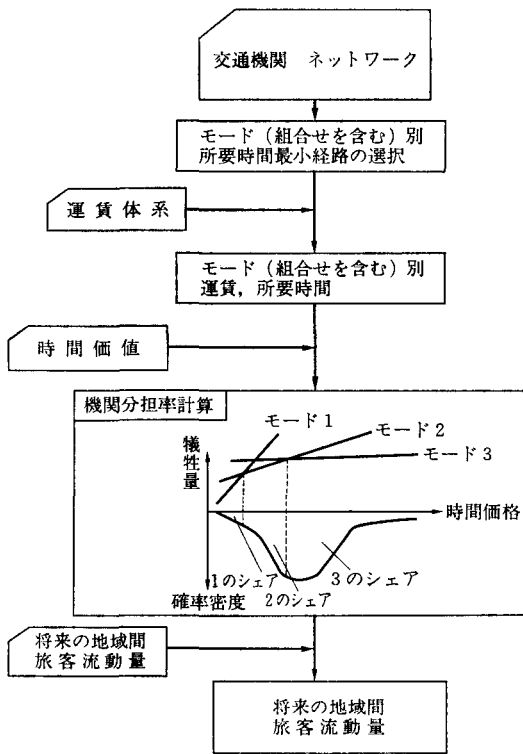 交通機関 ネットワーク
モード（組合せを含む）別
所要時間最小経路の選択
運賃体系
モード（組合せを含む）別
運賃，所要時間
時間価値
機関分担率計算
モード1
モード2
モード3
犠牲量
時間価格
1のシェア
2のシェア
3のシェア
確率密度
将来の地域間
旅客流動量
将来の地域間
旅客流動量